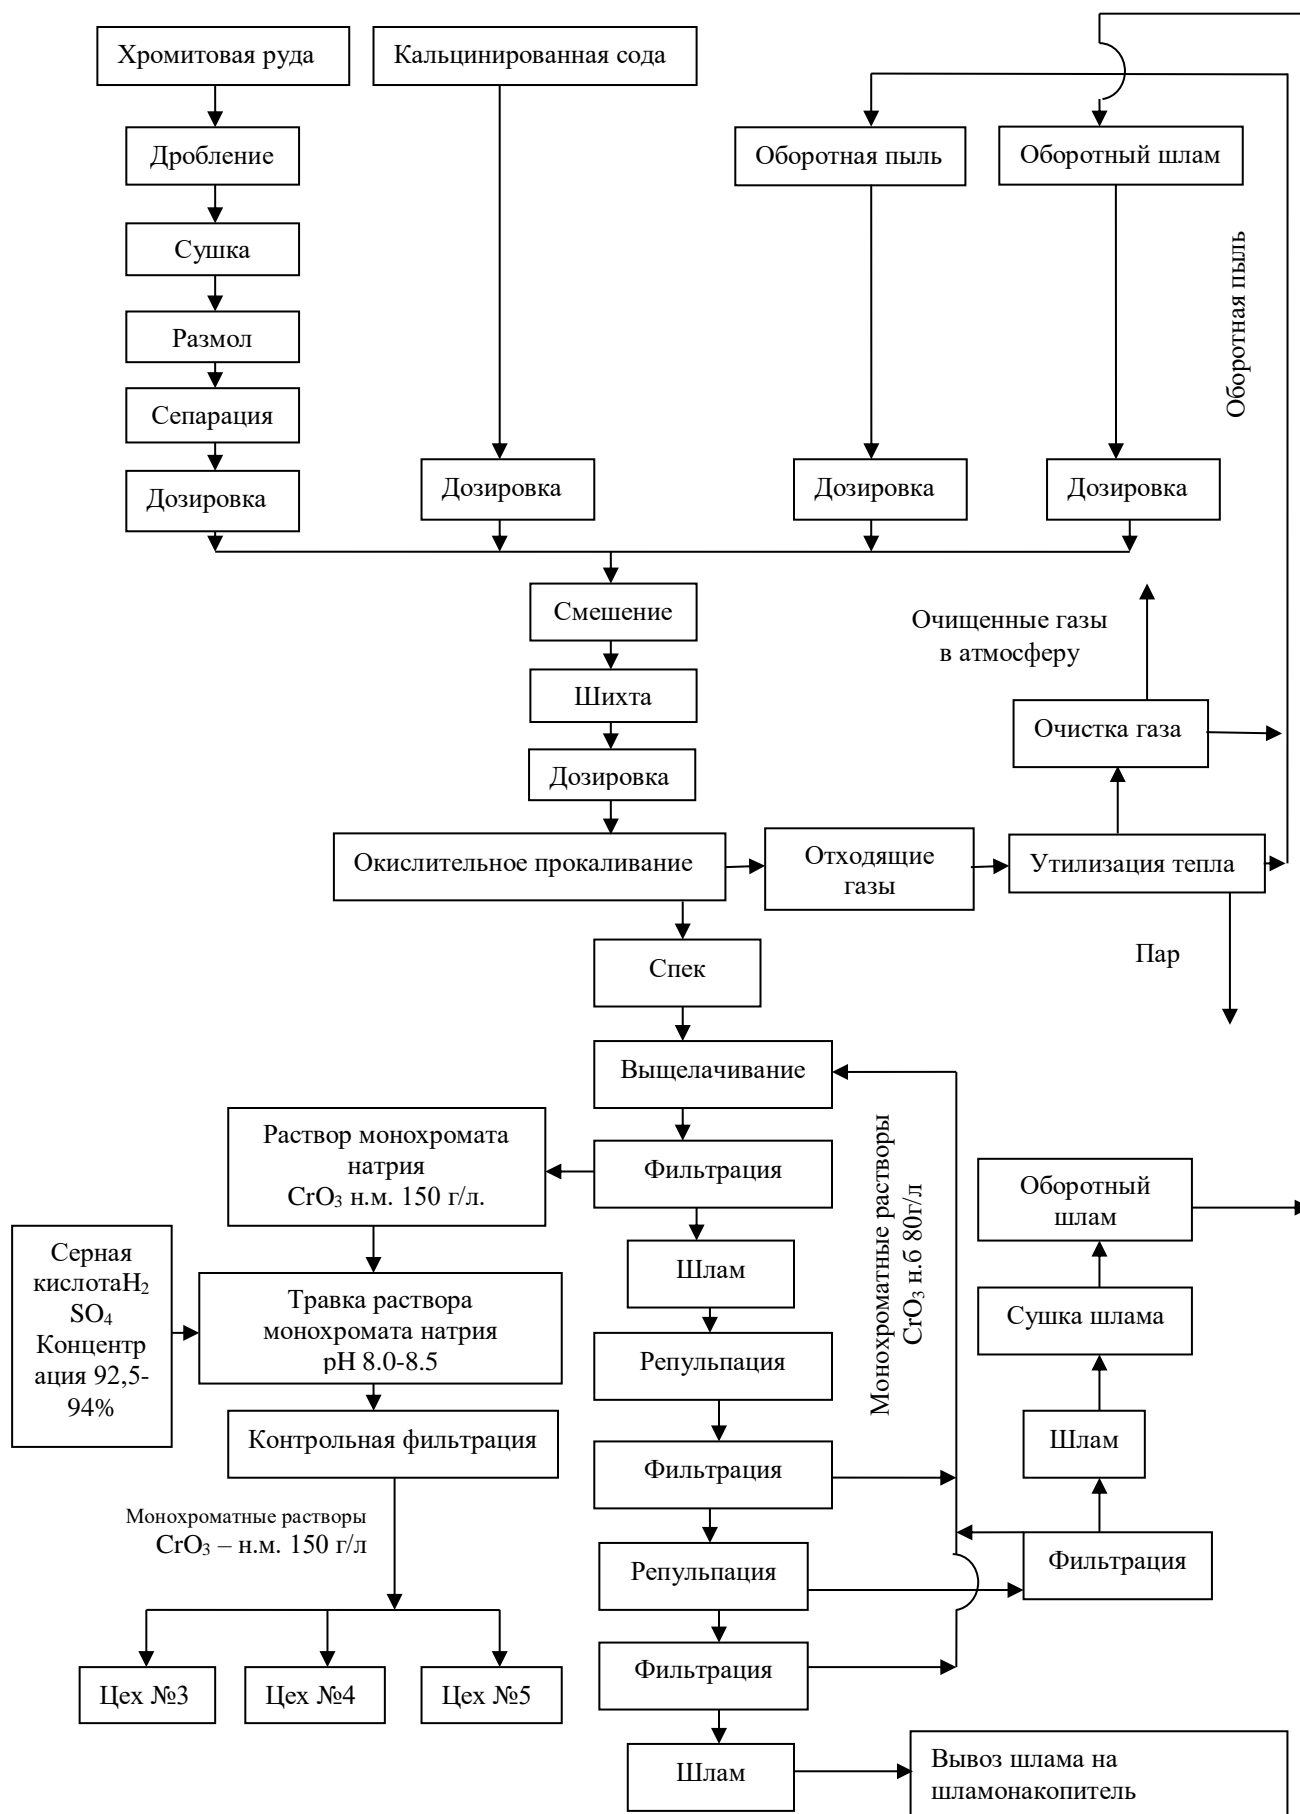 Хромитовая руда
Кальцинированная сода
Дробление
Оборотная пыль
Оборотный шлам
Сушка
Размол
Оборотная пыль
Сепарация
Дозировка
Дозировка
Дозировка
Дозировка
Смешение
Очищенные газы
в атмосферу
Шихта
Очистка газа
Дозировка
Окислительное прокаливание
Отходящие
газы
Утилизация тепла
Спек
Пар
Выщелачивание
Раствор монохромата
натрия
CrO₃ н.м. 150 г/л.
Фильтрация
Монохроматные растворы
CrO₃ н.б 80г/л
Оборотный
шлам
Серная
кислотаH₂
SO₄
Концентр
ация 92,5-
94%
Травка раствора
монохромата натрия
pH 8.0-8.5
Шлам
Сушка шлама
Репульпация
Контрольная фильтрация
Шлам
Фильтрация
Монохроматные растворы
CrO₃ – н.м. 150 г/л
Репульпация
Фильтрация
Фильтрация
Цех №3
Цех №4
Цех №5
Шлам
Вывоз шлама на
шламонакопитель